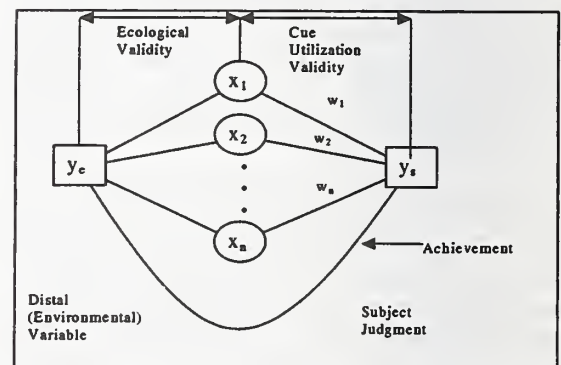 Ecological
Validity
Cue
Utilization
Validity
x₁
w₁
x₂
w₂
yₑ
yₛ
wₙ
xₙ
Achievement
Distal
(Environmental)
Variable
Subject
Judgment